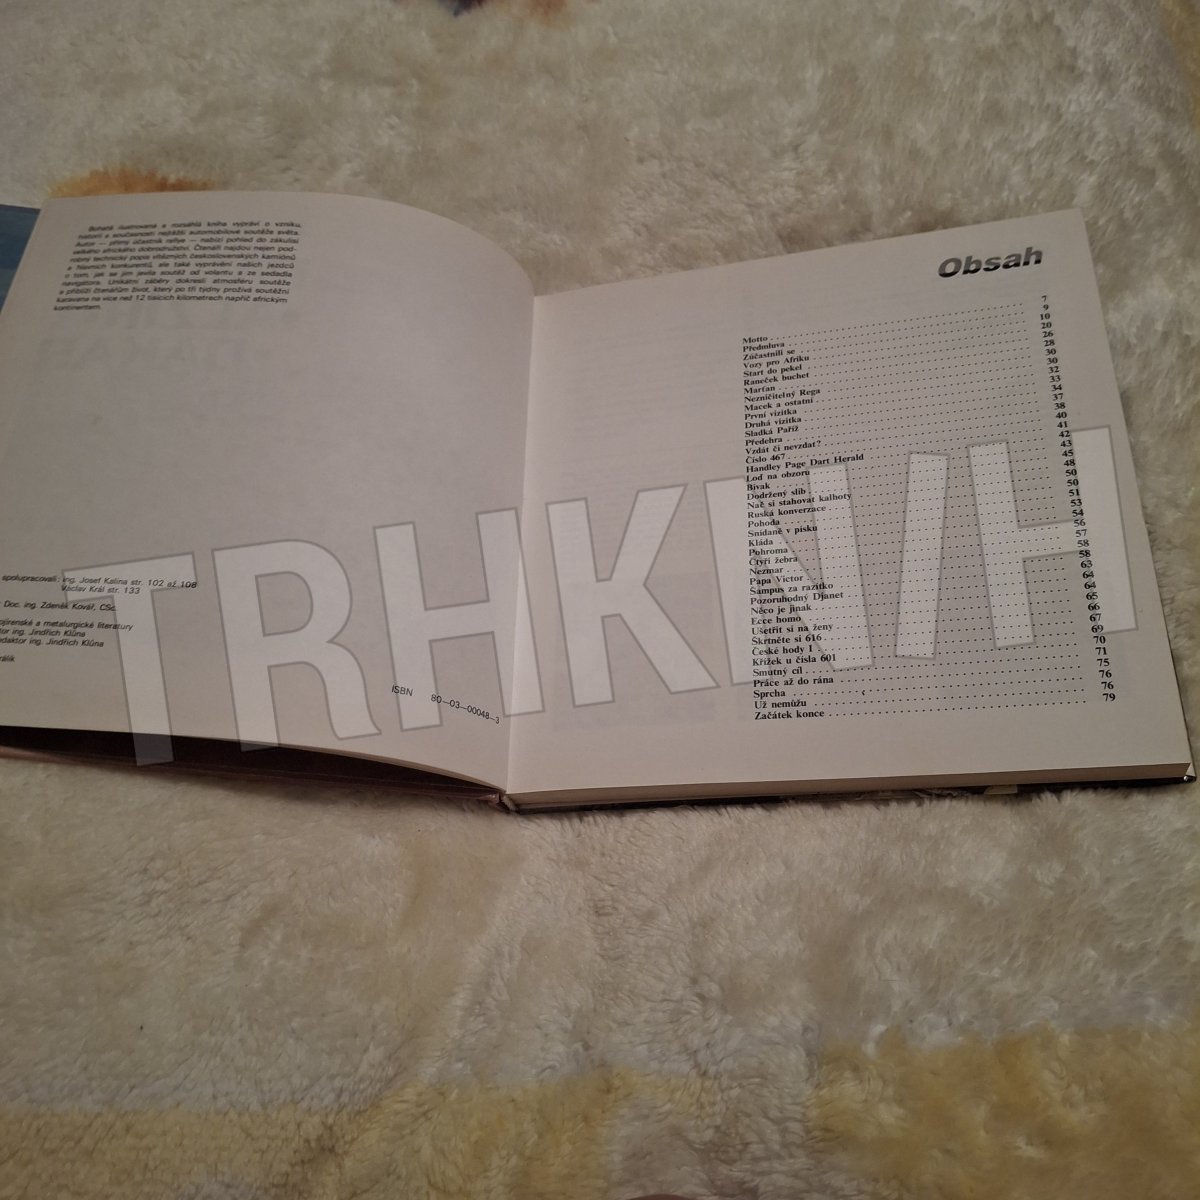 Bohatě ilustrovaná a rozsáhlá kniha vypráví o vzniku,
historii a současnosti nejtěžší automobilové soutěže světa.
Autor — přímý účastník rallye — nabízí pohled do zákulisí
velkého afrického dobrodružství. Čtenáři najdou nejen pod-
robný technický popis vítězných československých kamiónů
a hlavních konkurentů, ale také vyprávění našich jezdců
o tom, jak se jim jevila soutěž od volantu a ze sedadla
navigátora. Unikátní záběry dokreslí atmosféru soutěže
a přiblíží čtenářům život, který po tři týdny prožívá soutěžní
karavana na více než 12 tisících kilometrech napříč africkým
kontinentem.
spolupracovali: ing. Josef Kalina str. 102 až 108
Václav Král str. 133
Doc. ing. Zdeněk Kovář, CSc.
ojírenské a metalurgické literatury
tor ing. Jindřich Klůna
edaktor ing. Jindřich Klůna
rálík
ISBN 80—03—00048—3
Obsah
Motto 7
Předmluva 9
Zúčastnili se 10
Vozy pro Afriku 20
Start do pekel 26
Raneček buchet 28
Marťan 30
Nezničitelný Rega 30
Macek a ostatní 32
První vizitka 33
Druhá vizitka 34
Sladká Paříž 37
Předehra 38
Vzdát či nevzdat? 40
Číslo 467 41
Handley Page Dart Herald 42
Loď na obzoru 43
Bivak 45
Dodržený slib 48
Nač si stahovat kalhoty 50
Ruská konverzace 50
Pohoda 51
Snídaně v písku 53
Kláda 54
Pohroma 56
Čtyři žebra 57
Nezmar 58
Papa Victor 58
Šampus za razítko 63
Pozoruhodný Djanet 64
Něco je jinak 64
Ecce homo 65
Ušetřit si na ženy 66
Škrtněte si 616 67
České hody I 69
Křížek u čísla 601 70
Smutný cíl 71
Práce až do rána 75
Sprcha 76
Už nemůžu 76
Začátek konce 79
TRHKNIH